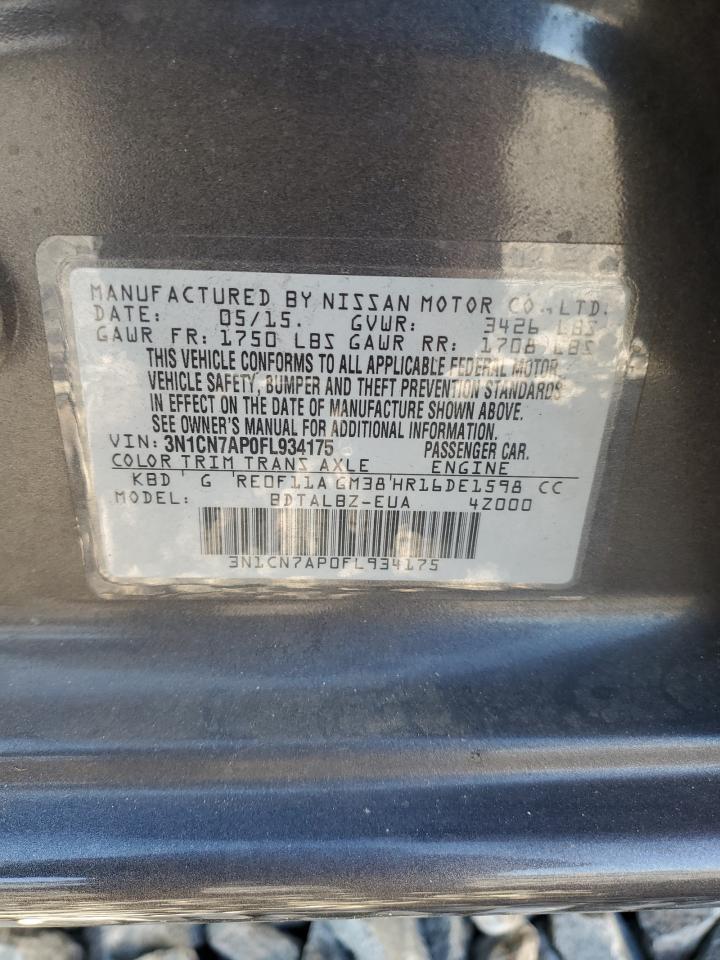 MANUFACTURED BY NISSAN MOTOR CO.,LTD.
DATE: 05/15. GVWR: 3426 LBS
GAWR FR: 1750 LBS GAWR RR: 1708 LBS
THIS VEHICLE CONFORMS TO ALL APPLICABLE FEDERAL MOTOR
VEHICLE SAFETY, BUMPER AND THEFT PREVENTION STANDARDS
IN EFFECT ON THE DATE OF MANUFACTURE SHOWN ABOVE.
SEE OWNER'S MANUAL FOR ADDITIONAL INFORMATION.
VIN: 3N1CN7AP0FL934175 PASSENGER CAR.
COLOR TRIM TRANS AXLE ENGINE
KBD G RE0F11A GM38 HR16DE1598 CC
MODEL: BDTALBZ-EUA 4Z000
3N1CN7AP0FL934175